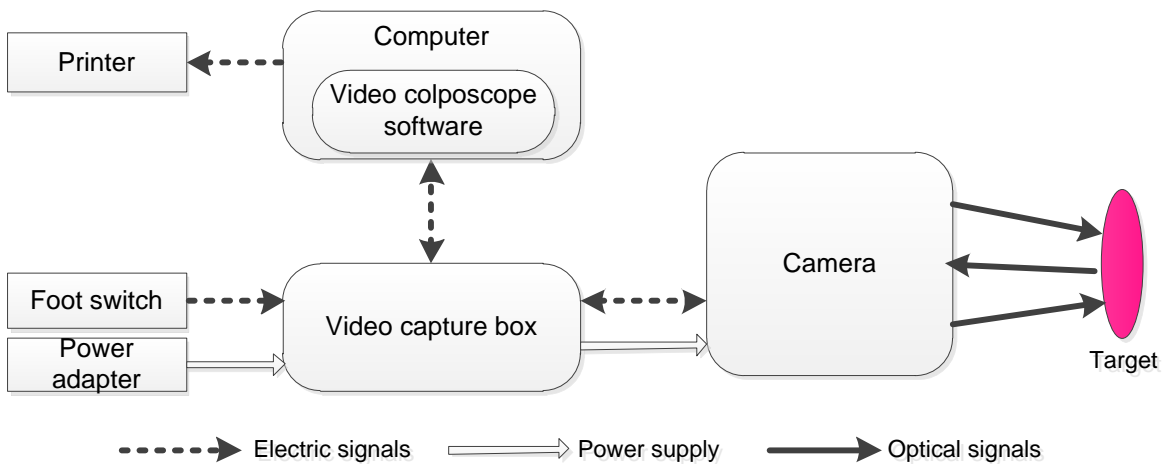 Computer
Printer
Video colposcope
software
Foot switch
Video capture box
Power
adapter
Camera
Target
Electric signals
Power supply
Optical signals